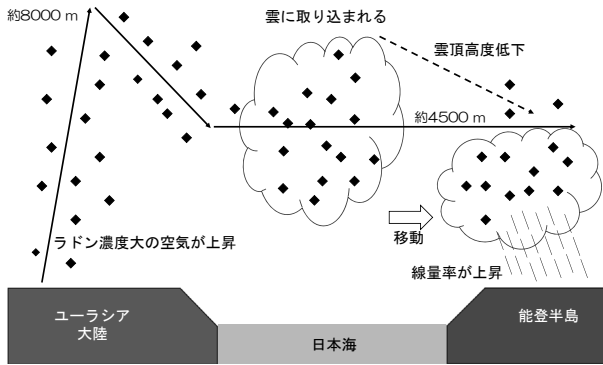 約8000 m
雲に取り込まれる
雲頂高度低下
約4500 m
ラドン濃度大の空気が上昇
移動
線量率が上昇
ユーラシア
大陸
日本海
能登半島